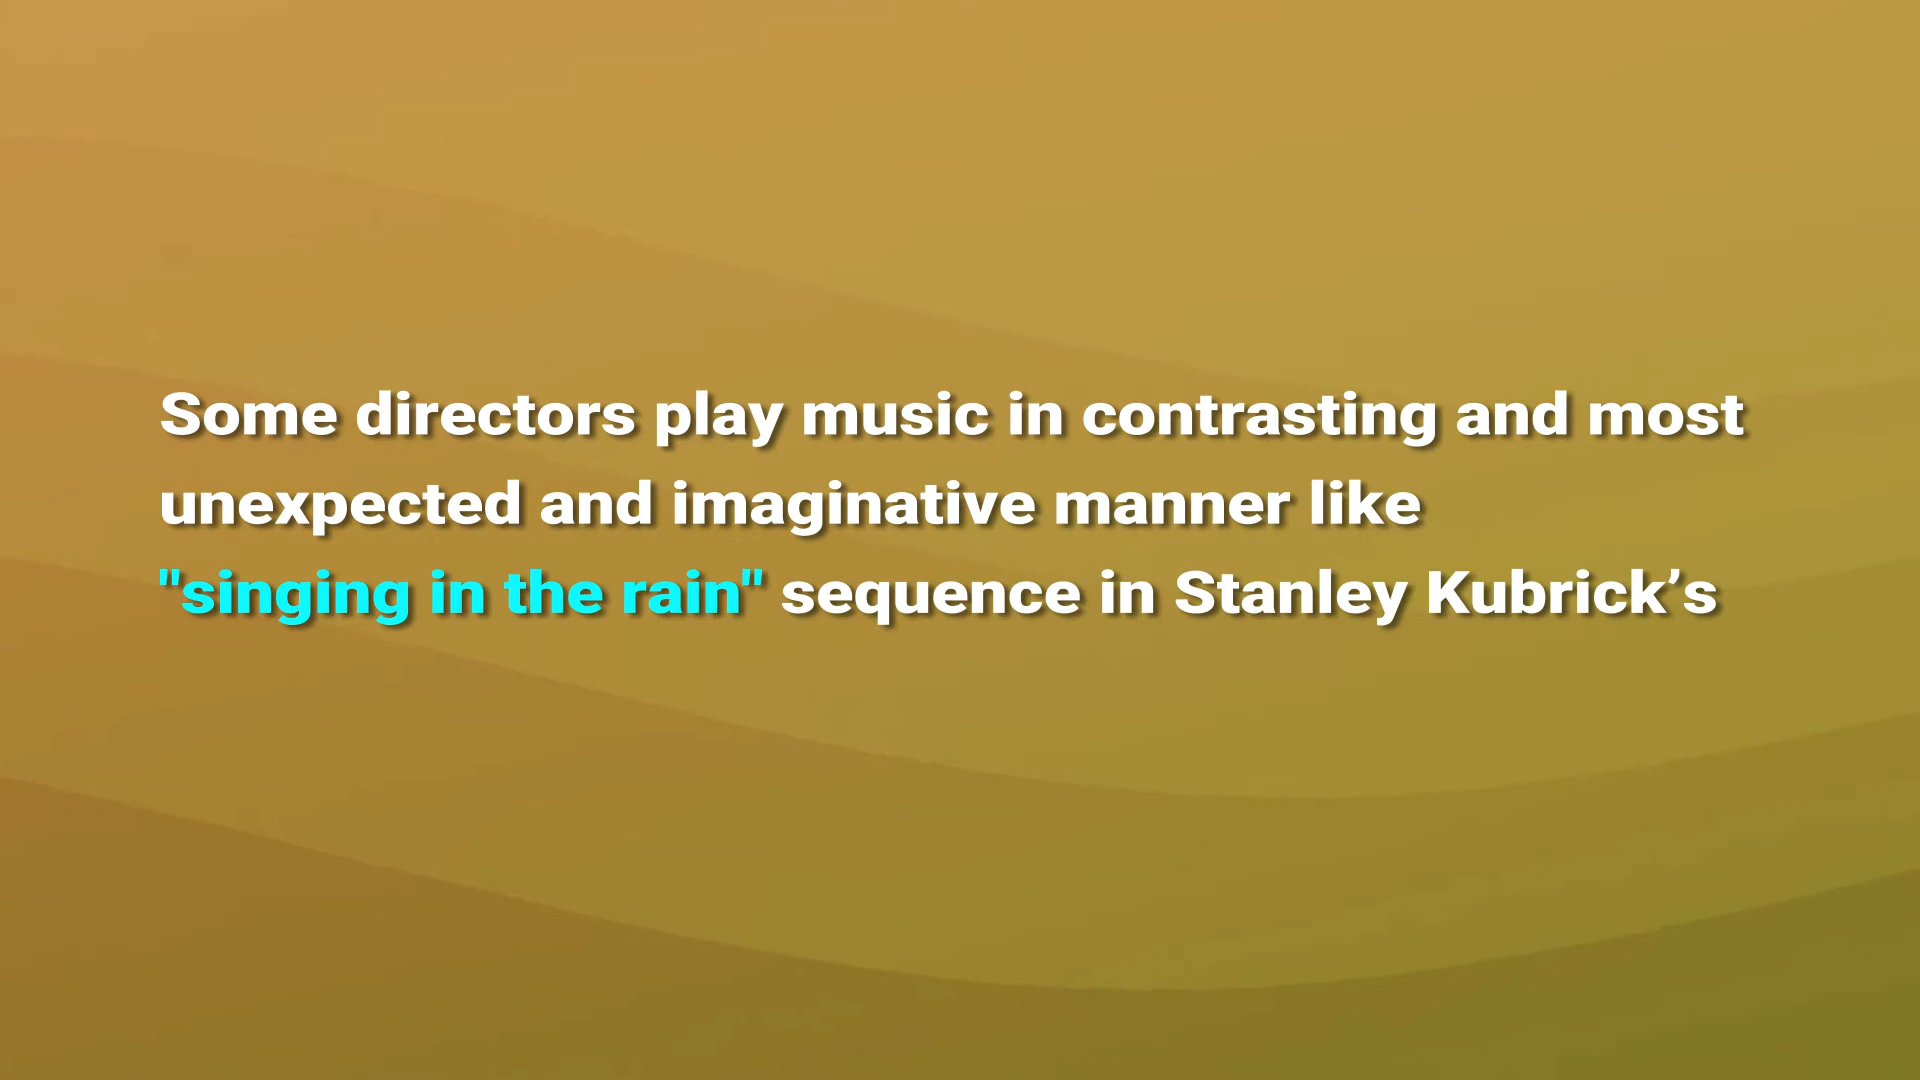 Some directors play music in contrasting and most
unexpected and imaginative manner like
"singing in the rain" sequence in Stanley Kubrick’s